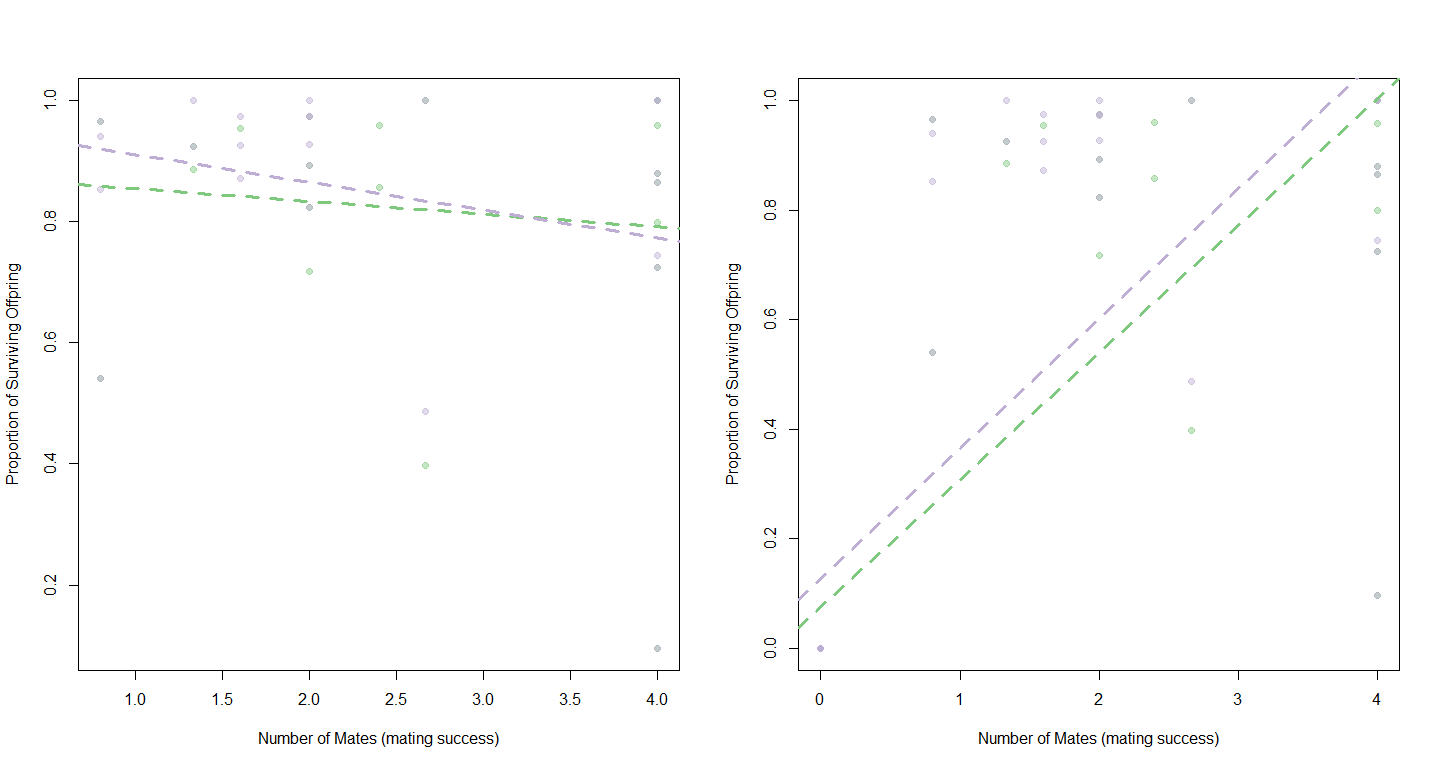 1.0
0.8
0.6
0.4
0.2
Proportion of Surviving Offpring
1.0 1.5 2.0 2.5 3.0 3.5 4.0
Number of Mates (mating success)
1.0
0.8
0.6
0.4
0.2
0.0
Proportion of Surviving Offpring
0 1 2 3 4
Number of Mates (mating success)